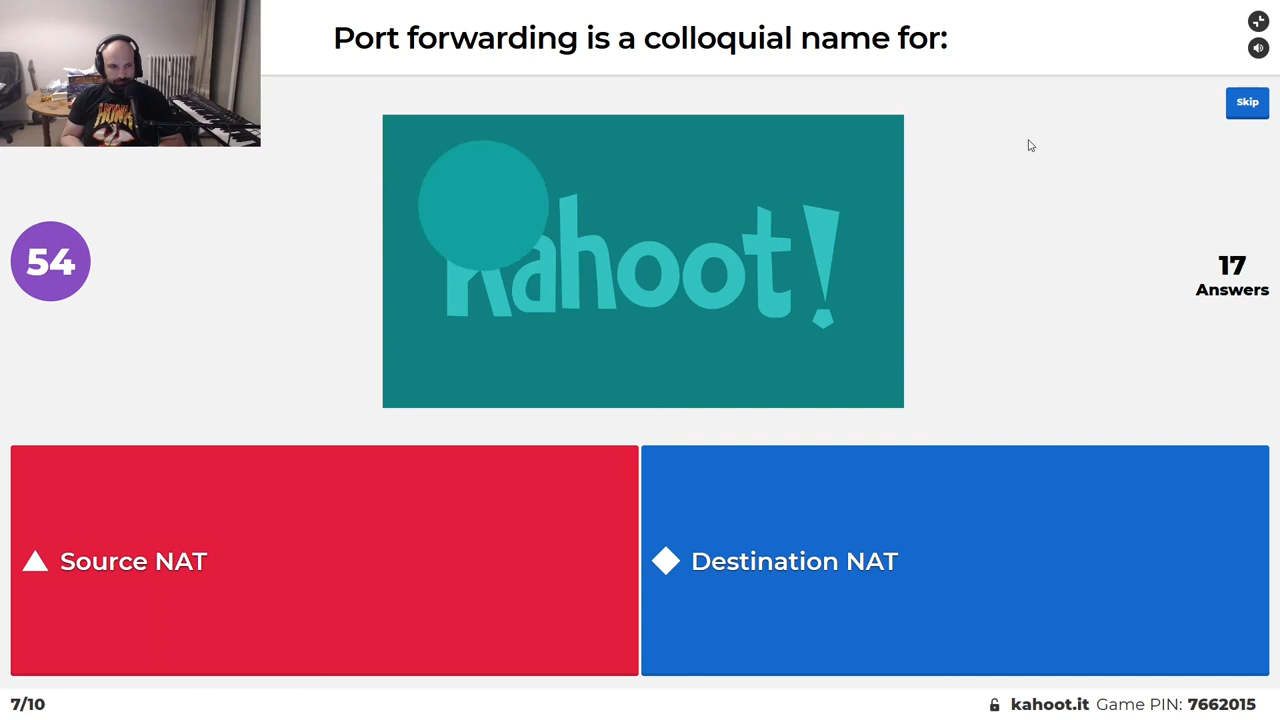 Port forwarding is a colloquial name for:
Skip
Kahoot!
54
17
Answers
Source NAT
Destination NAT
7/10
kahoot.it Game PIN: 7662015